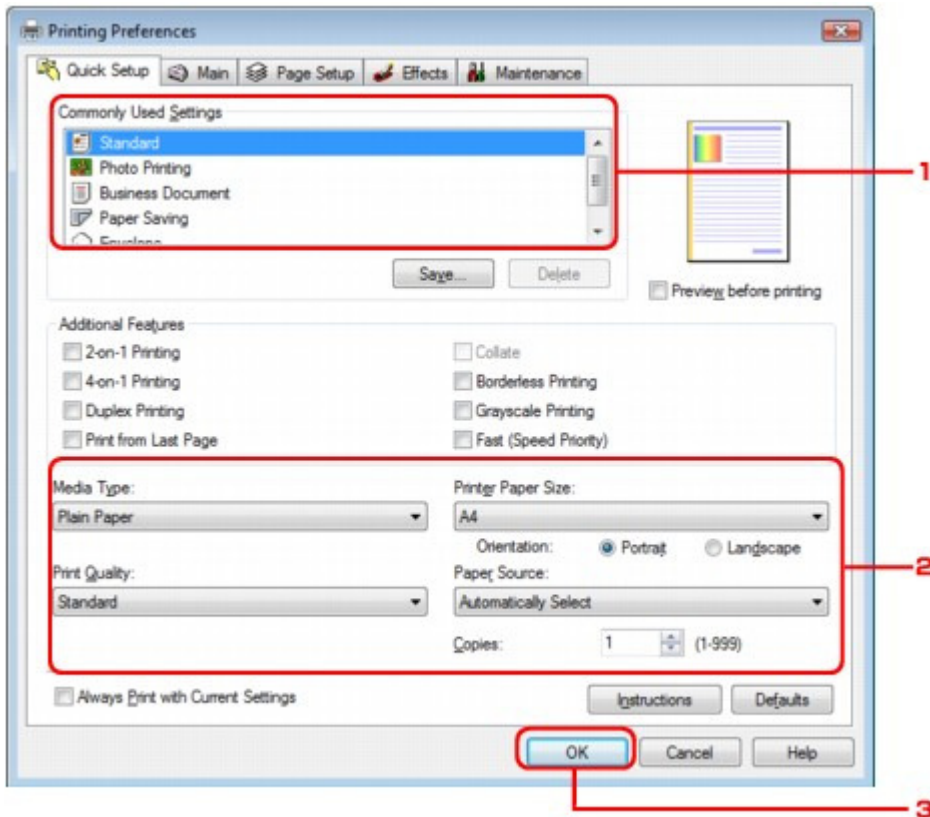 Printing Preferences
Quick Setup Main Page Setup Effects Maintenance
Commonly Used Settings
Standard
Photo Printing
Business Document
Paper Saving
Envelope
1
Save... Delete
Preview before printing
Additional Features
2-on-1 Printing
4-on-1 Printing
Duplex Printing
Print from Last Page
Collate
Borderless Printing
Grayscale Printing
Fast (Speed Priority)
Media Type:
Plain Paper
Printer Paper Size:
A4
Orientation: Portrait Landscape
2
Print Quality:
Standard
Paper Source:
Automatically Select
Copies: 1 (1-999)
Always Print with Current Settings
Instructions Defaults
OK Cancel Help
3